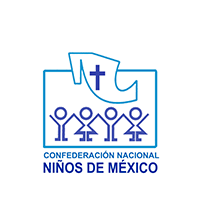 CONFEDERACIÓN NACIONAL
NIÑOS DE MÉXICO